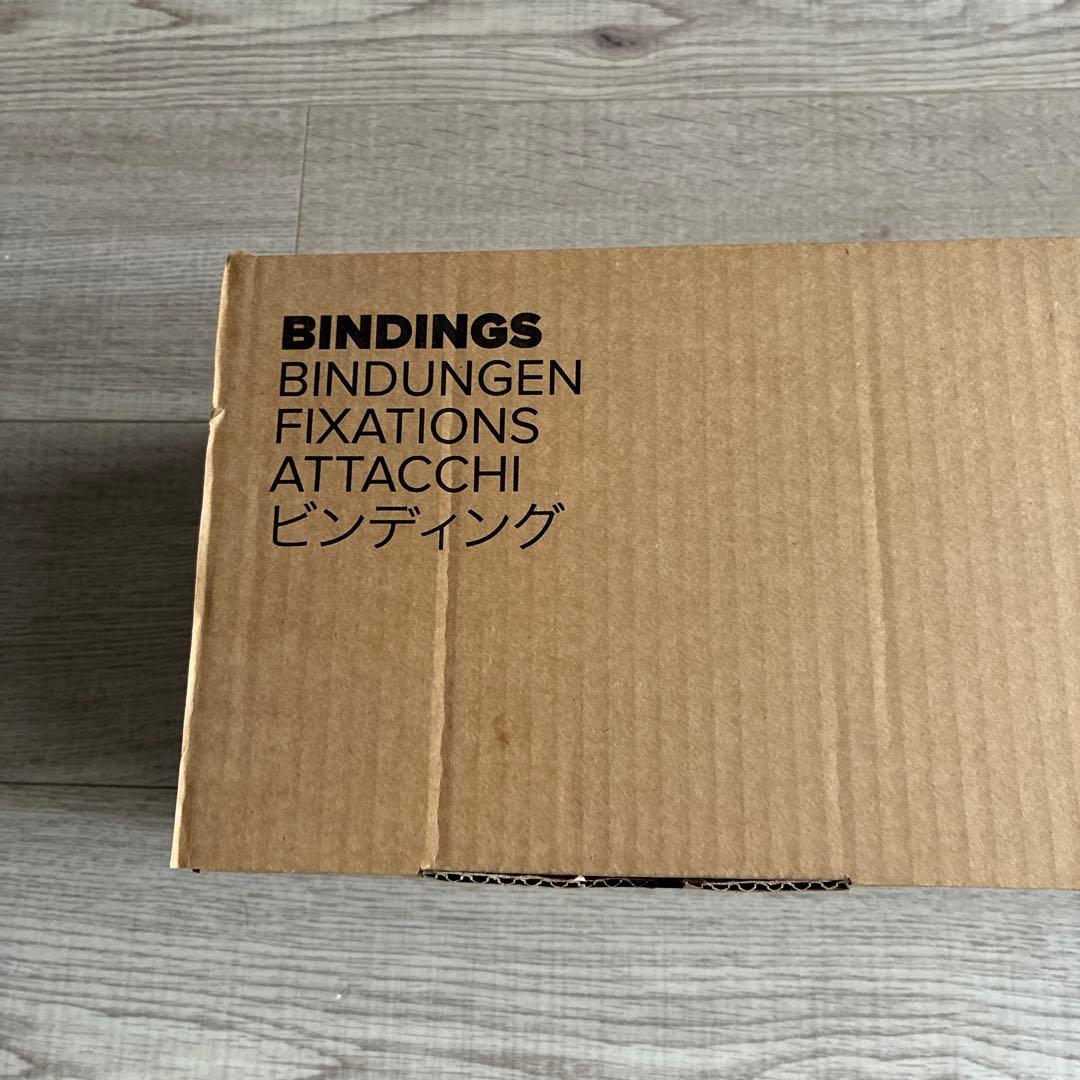 BINDINGS
BINDUNGEN
FIXATIONS
ATTACCHI
ビンディング